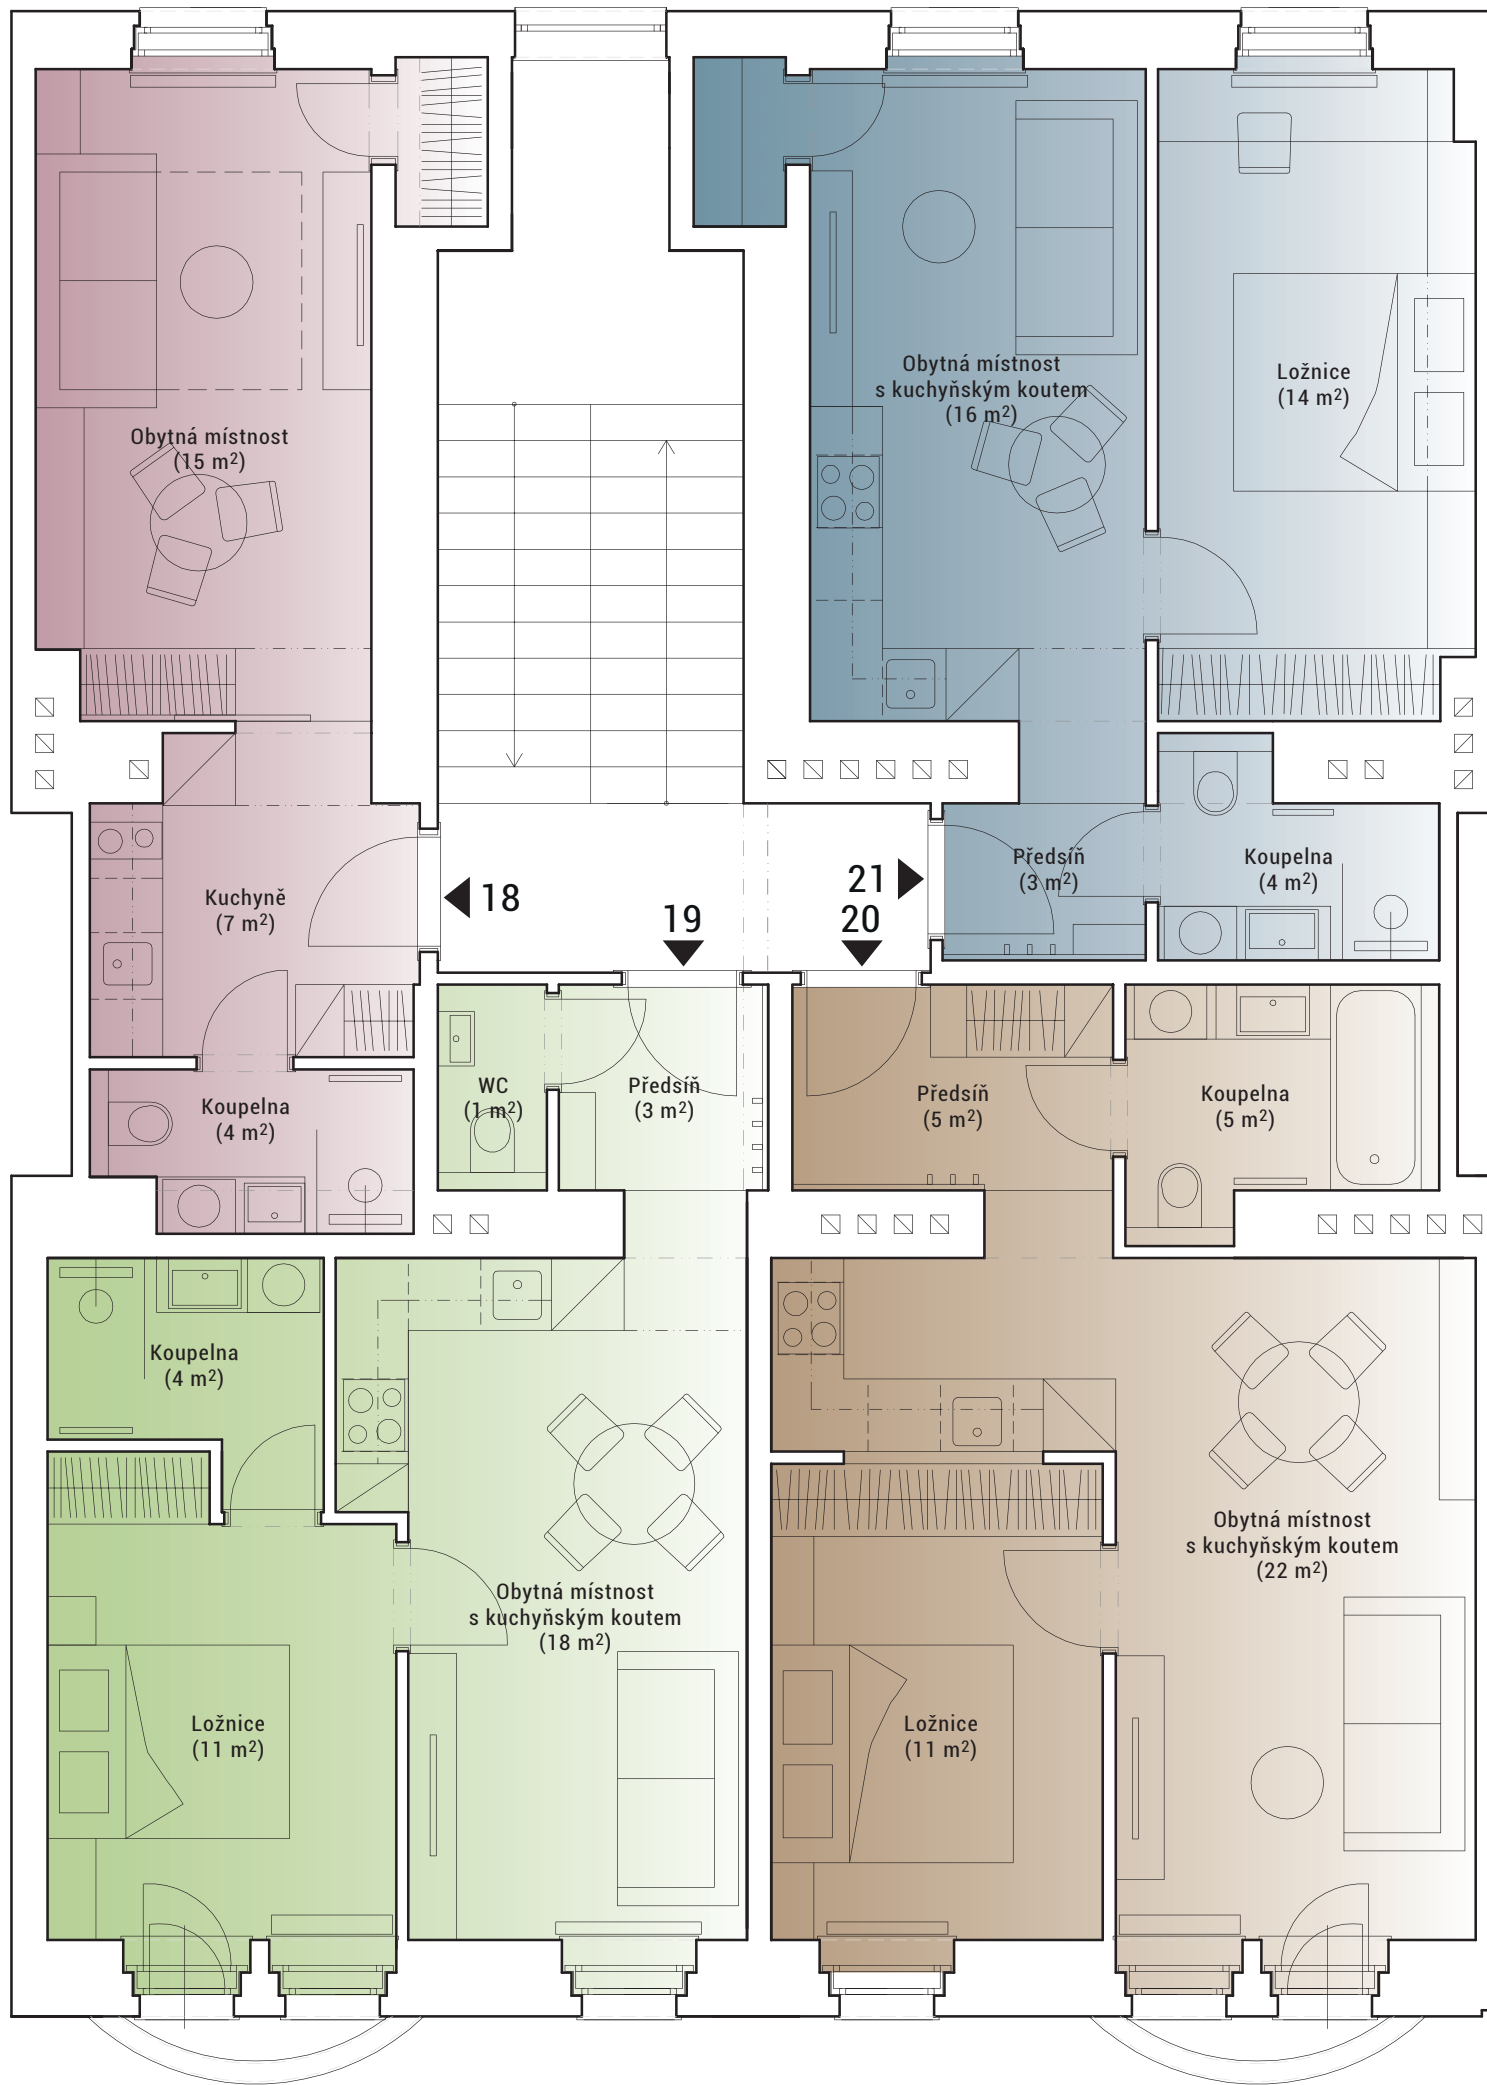 Obytná místnost
(15 m²)
Obytná místnost
s kuchyňským koutem
(16 m²)
Ložnice
(14 m²)
Kuchyně
(7 m²)
18
19
21
20
Předsíň
(3 m²)
Koupelna
(4 m²)
Koupelna
(4 m²)
WC
(1 m²)
Předsíň
(3 m²)
Předsíň
(5 m²)
Koupelna
(5 m²)
Koupelna
(4 m²)
Obytná místnost
s kuchyňským koutem
(18 m²)
Obytná místnost
s kuchyňským koutem
(22 m²)
Ložnice
(11 m²)
Ložnice
(11 m²)